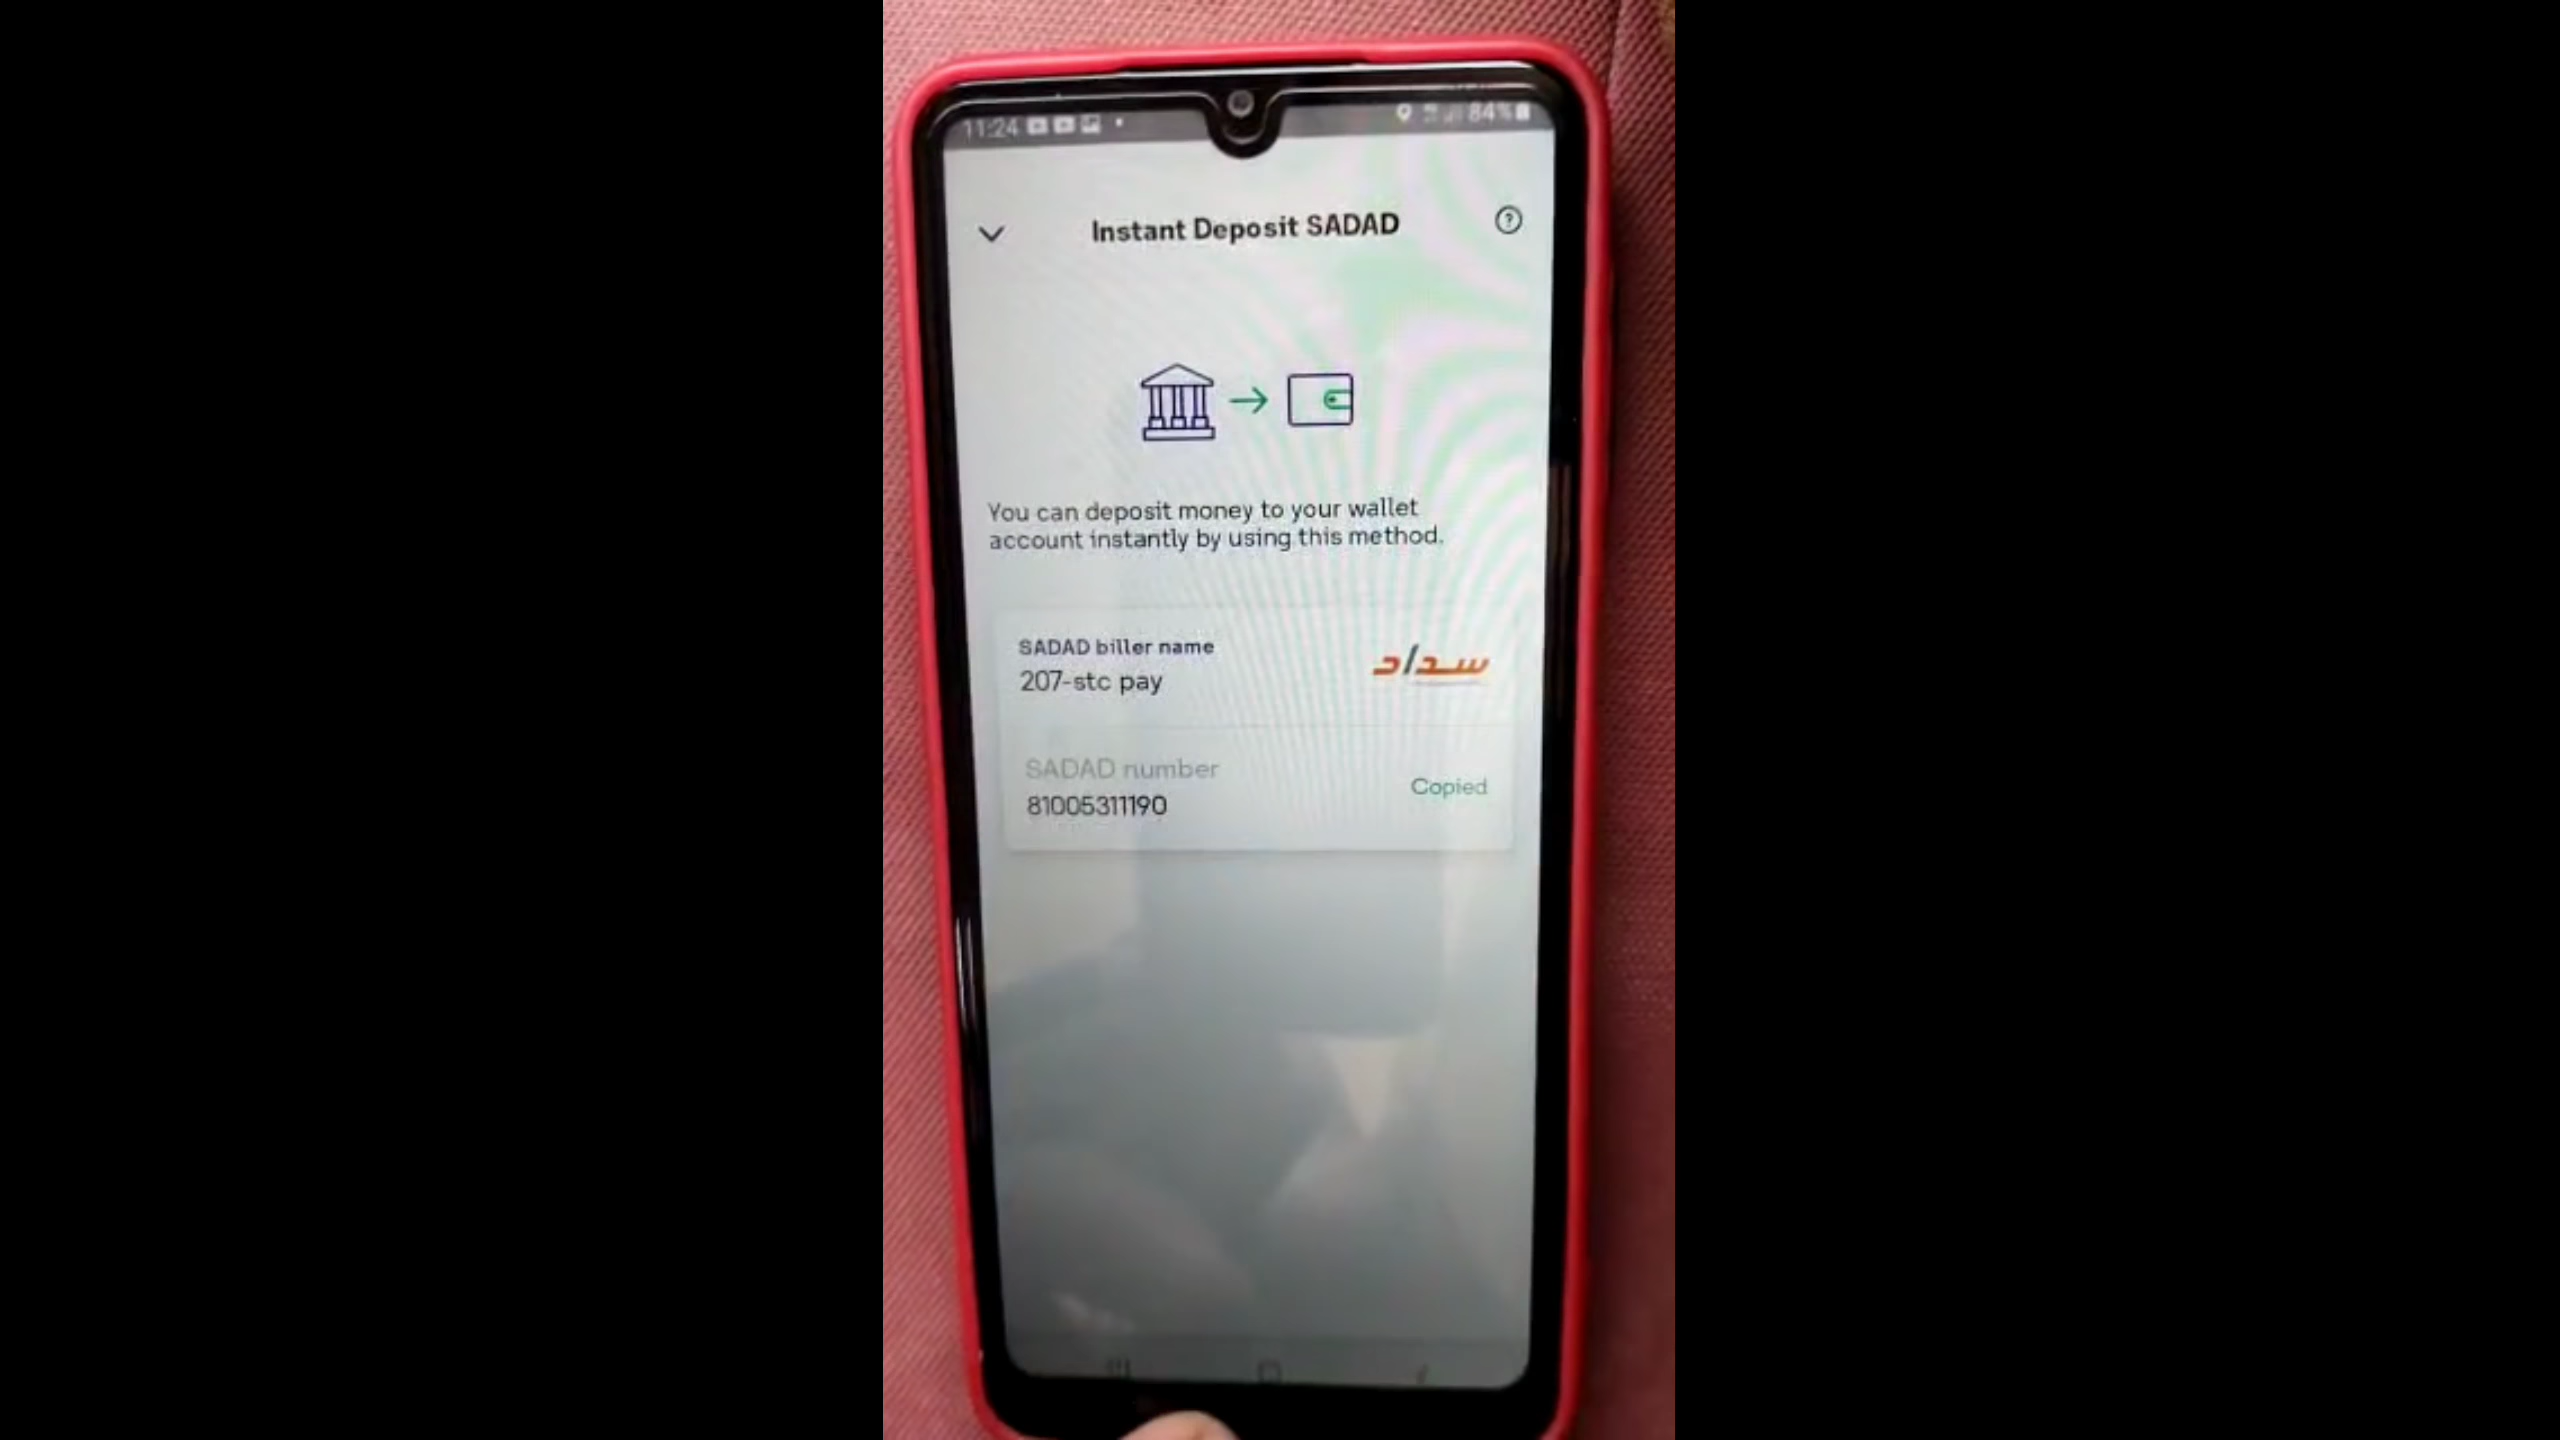 11:24
84%
Instant Deposit SADAD
You can deposit money to your wallet
account instantly by using this method.
SADAD biller name
207-stc pay
سداد
SADAD number
81005311190
Copied